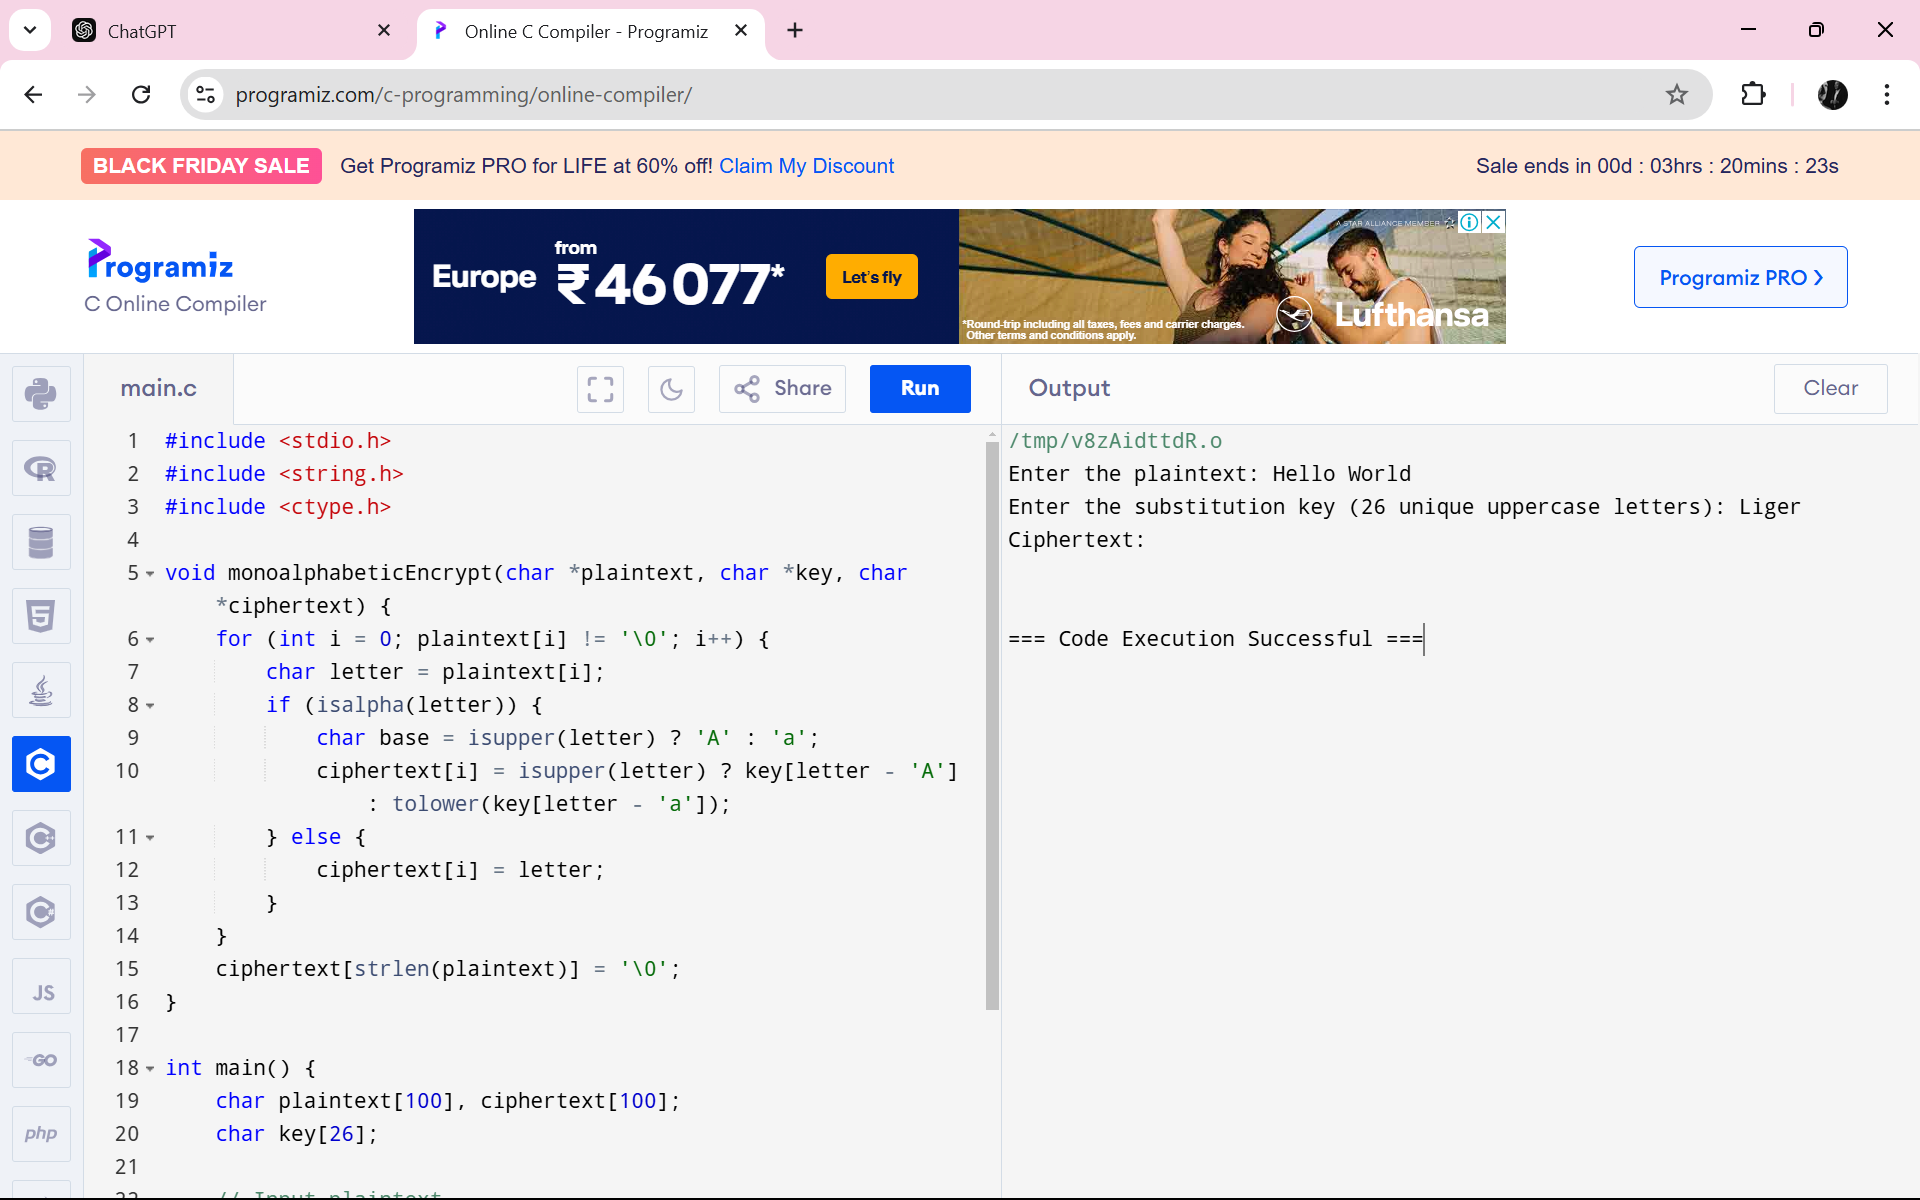 ChatGPT
Online C Compiler - Programiz
programiz.com/c-programming/online-compiler/
BLACK FRIDAY SALE Get Programiz PRO for LIFE at 60% off! Claim My Discount Sale ends in 00d : 03hrs : 20mins : 23s
Programiz
C Online Compiler
Europe from ₹46 077* Let's fly
A STAR ALLIANCE MEMBER
*Round-trip including all taxes, fees and carrier charges.
Other terms and conditions apply.
Lufthansa
Programiz PRO ❯
main.c Share Run
1 #include <stdio.h>
2 #include <string.h>
3 #include <ctype.h>
4
5 void monoalphabeticEncrypt(char *plaintext, char *key, char
*ciphertext) {
6 for (int i = 0; plaintext[i] != '\0'; i++) {
7 char letter = plaintext[i];
8 if (isalpha(letter)) {
9 char base = isupper(letter) ? 'A' : 'a';
10 ciphertext[i] = isupper(letter) ? key[letter - 'A']
: tolower(key[letter - 'a']);
11 } else {
12 ciphertext[i] = letter;
13 }
14 }
15 ciphertext[strlen(plaintext)] = '\0';
16 }
17
18 int main() {
19 char plaintext[100], ciphertext[100];
20 char key[26];
21
22 // Input plaintext
Output Clear
/tmp/v8zAidttdR.o
Enter the plaintext: Hello World
Enter the substitution key (26 unique uppercase letters): Liger
Ciphertext:
=== Code Execution Successful ===
R
5
C
C++
C#
JS
GO
php